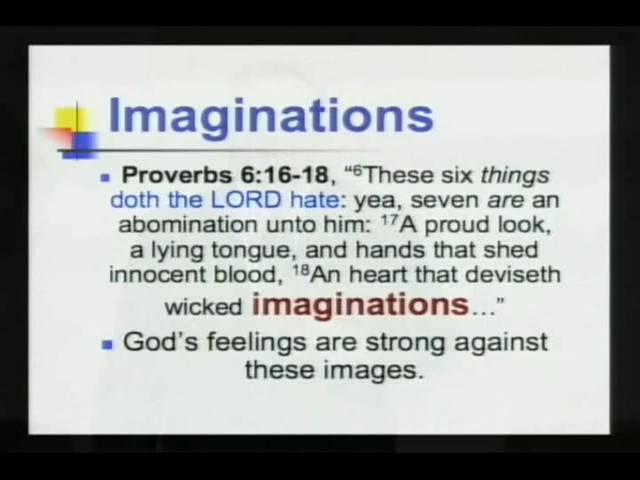 Imaginations
Proverbs 6:16-18, “⁶These six things
doth the LORD hate: yea, seven are an
abomination unto him: ¹⁷A proud look,
a lying tongue, and hands that shed
innocent blood, ¹⁸An heart that deviseth
wicked imaginations…”
God’s feelings are strong against
these images.